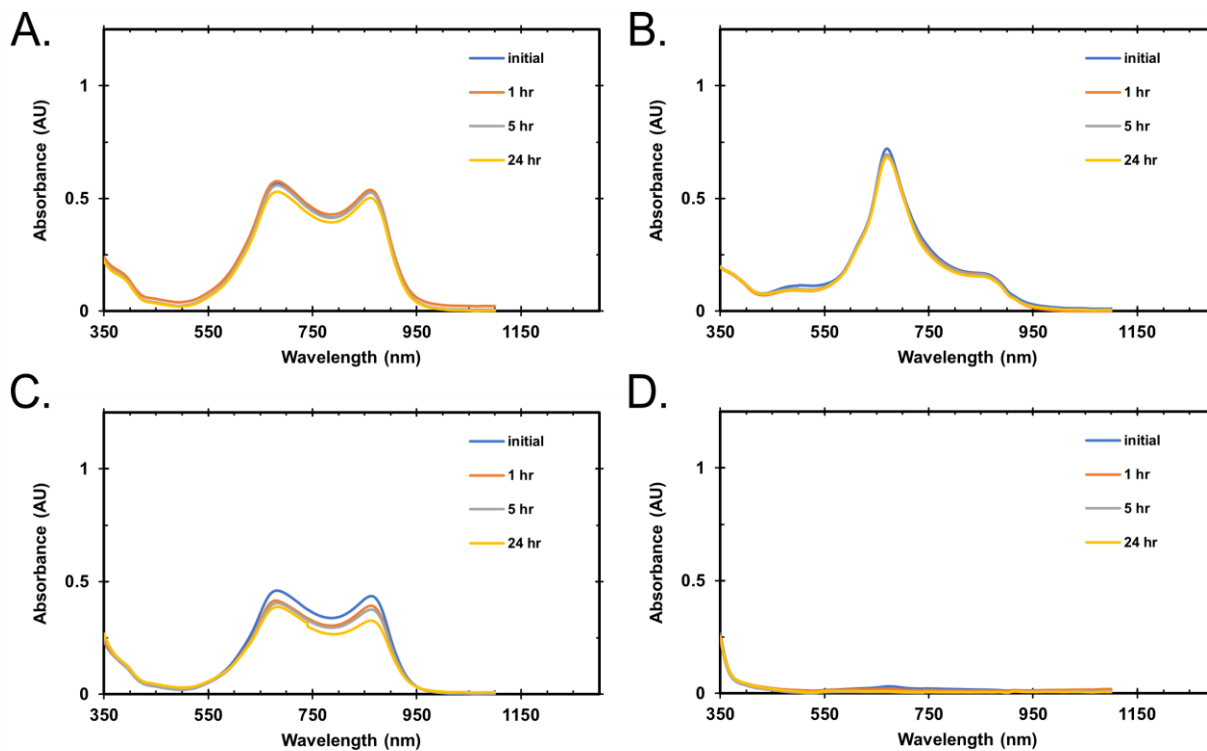 A.
Absorbance (AU)
1
0.5
0
350
550
750
950
1150
Wavelength (nm)
initial
1 hr
5 hr
24 hr
B.
Absorbance (AU)
1
0.5
0
350
550
750
950
1150
Wavelength (nm)
initial
1 hr
5 hr
24 hr
C.
Absorbance (AU)
1
0.5
0
350
550
750
950
1150
Wavelength (nm)
initial
1 hr
5 hr
24 hr
D.
Absorbance (AU)
1
0.5
0
350
550
750
950
1150
Wavelength (nm)
initial
1 hr
5 hr
24 hr